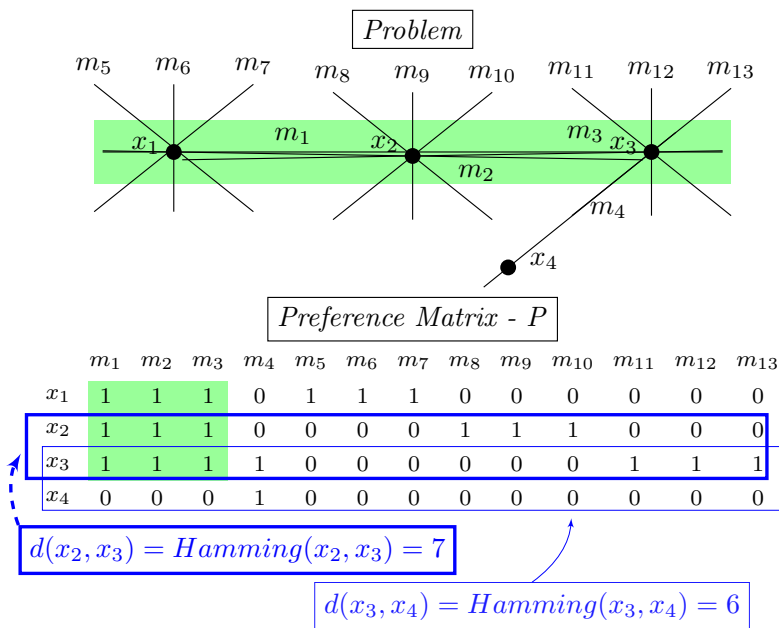 Problem
m5 m6 m7 m8 m9 m10 m11 m12 m13
x1 m1 x2 m3 x3
m2
m4
x4
Preference Matrix - P
m1 m2 m3 m4 m5 m6 m7 m8 m9 m10 m11 m12 m13
x1 1 1 1 0 1 1 1 0 0 0 0 0 0
x2 1 1 1 0 0 0 0 1 1 1 0 0 0
x3 1 1 1 1 0 0 0 0 0 0 1 1 1
x4 0 0 0 1 0 0 0 0 0 0 0 0 0
d(x2, x3) = Hamming(x2, x3) = 7
d(x3, x4) = Hamming(x3, x4) = 6